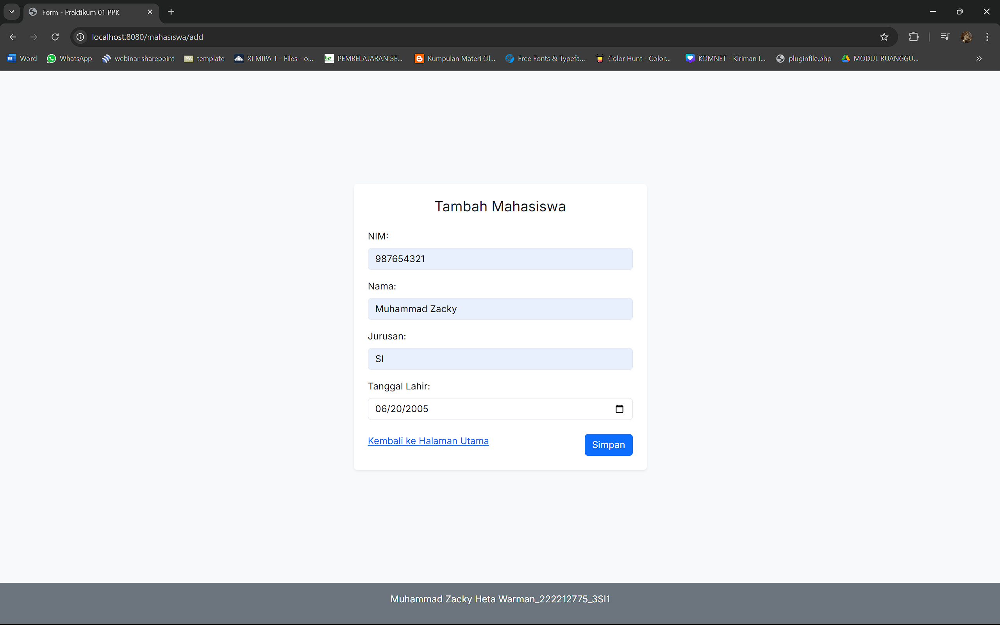 Form - Praktikum 01 PPK
localhost:8080/mahasiswa/add
Word WhatsApp webinar sharepoint template XI MIPA 1 - Files - o... PEMBELAJARAN SE... Kumpulan Materi Ol... Free Fonts & Typefa... Color Hunt - Color... KOMNET - Kiriman I... pluginfile.php MODUL RUANGGU...
Tambah Mahasiswa
NIM:
987654321
Nama:
Muhammad Zacky
Jurusan:
SI
Tanggal Lahir:
06/20/2005
Kembali ke Halaman Utama Simpan
Muhammad Zacky Heta Warman_222212775_3SI1